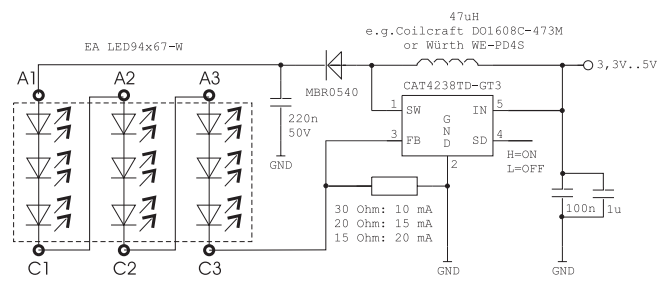 47uH
e.g.Coilcraft DO1608C-473M
or Würth WE-PD4S
EA LED94x67-W
3,3V..5V
A1
A2
A3
MBR0540
CAT4238TD-GT3
220n
50V
GND
1
SW
GND
IN
5
3
FB
SD
4
2
H=ON
L=OFF
30 Ohm: 10 mA
20 Ohm: 15 mA
15 Ohm: 20 mA
100n
1u
C1
C2
C3
GND
GND